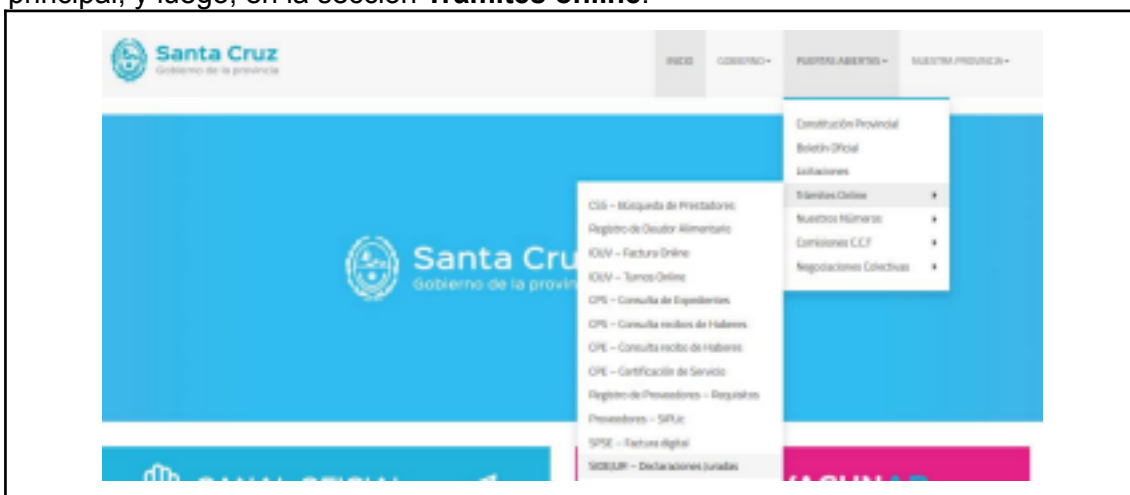 principal, y luego, en la sección Trámites online.
Santa Cruz
Gobierno de la provincia
INICIO
GOBIERNO
PUERTAS ABIERTAS
NUESTRA PROVINCIA
Constitución Provincial
Boletín Oficial
Licitaciones
Trámites Online
Nuestros Números
Comisiones C.C.T
Negociaciones Colectivas
CSS – Búsqueda de Prestadores
Registro de Deudor Alimentario
IDUV – Factura Online
IDUV – Turnos Online
CPS – Consulta de Expedientes
CPS – Consulta recibos de Haberes
CPE – Consulta recibo de Haberes
CPE – Certificación de Servicio
Registro de Proveedores – Requisitos
Proveedores – SIPUc
SPSE – Factura digital
SIDEJUR – Declaraciones Juradas
Santa Cru
Gobierno de la provin
CANAL OFICIAL